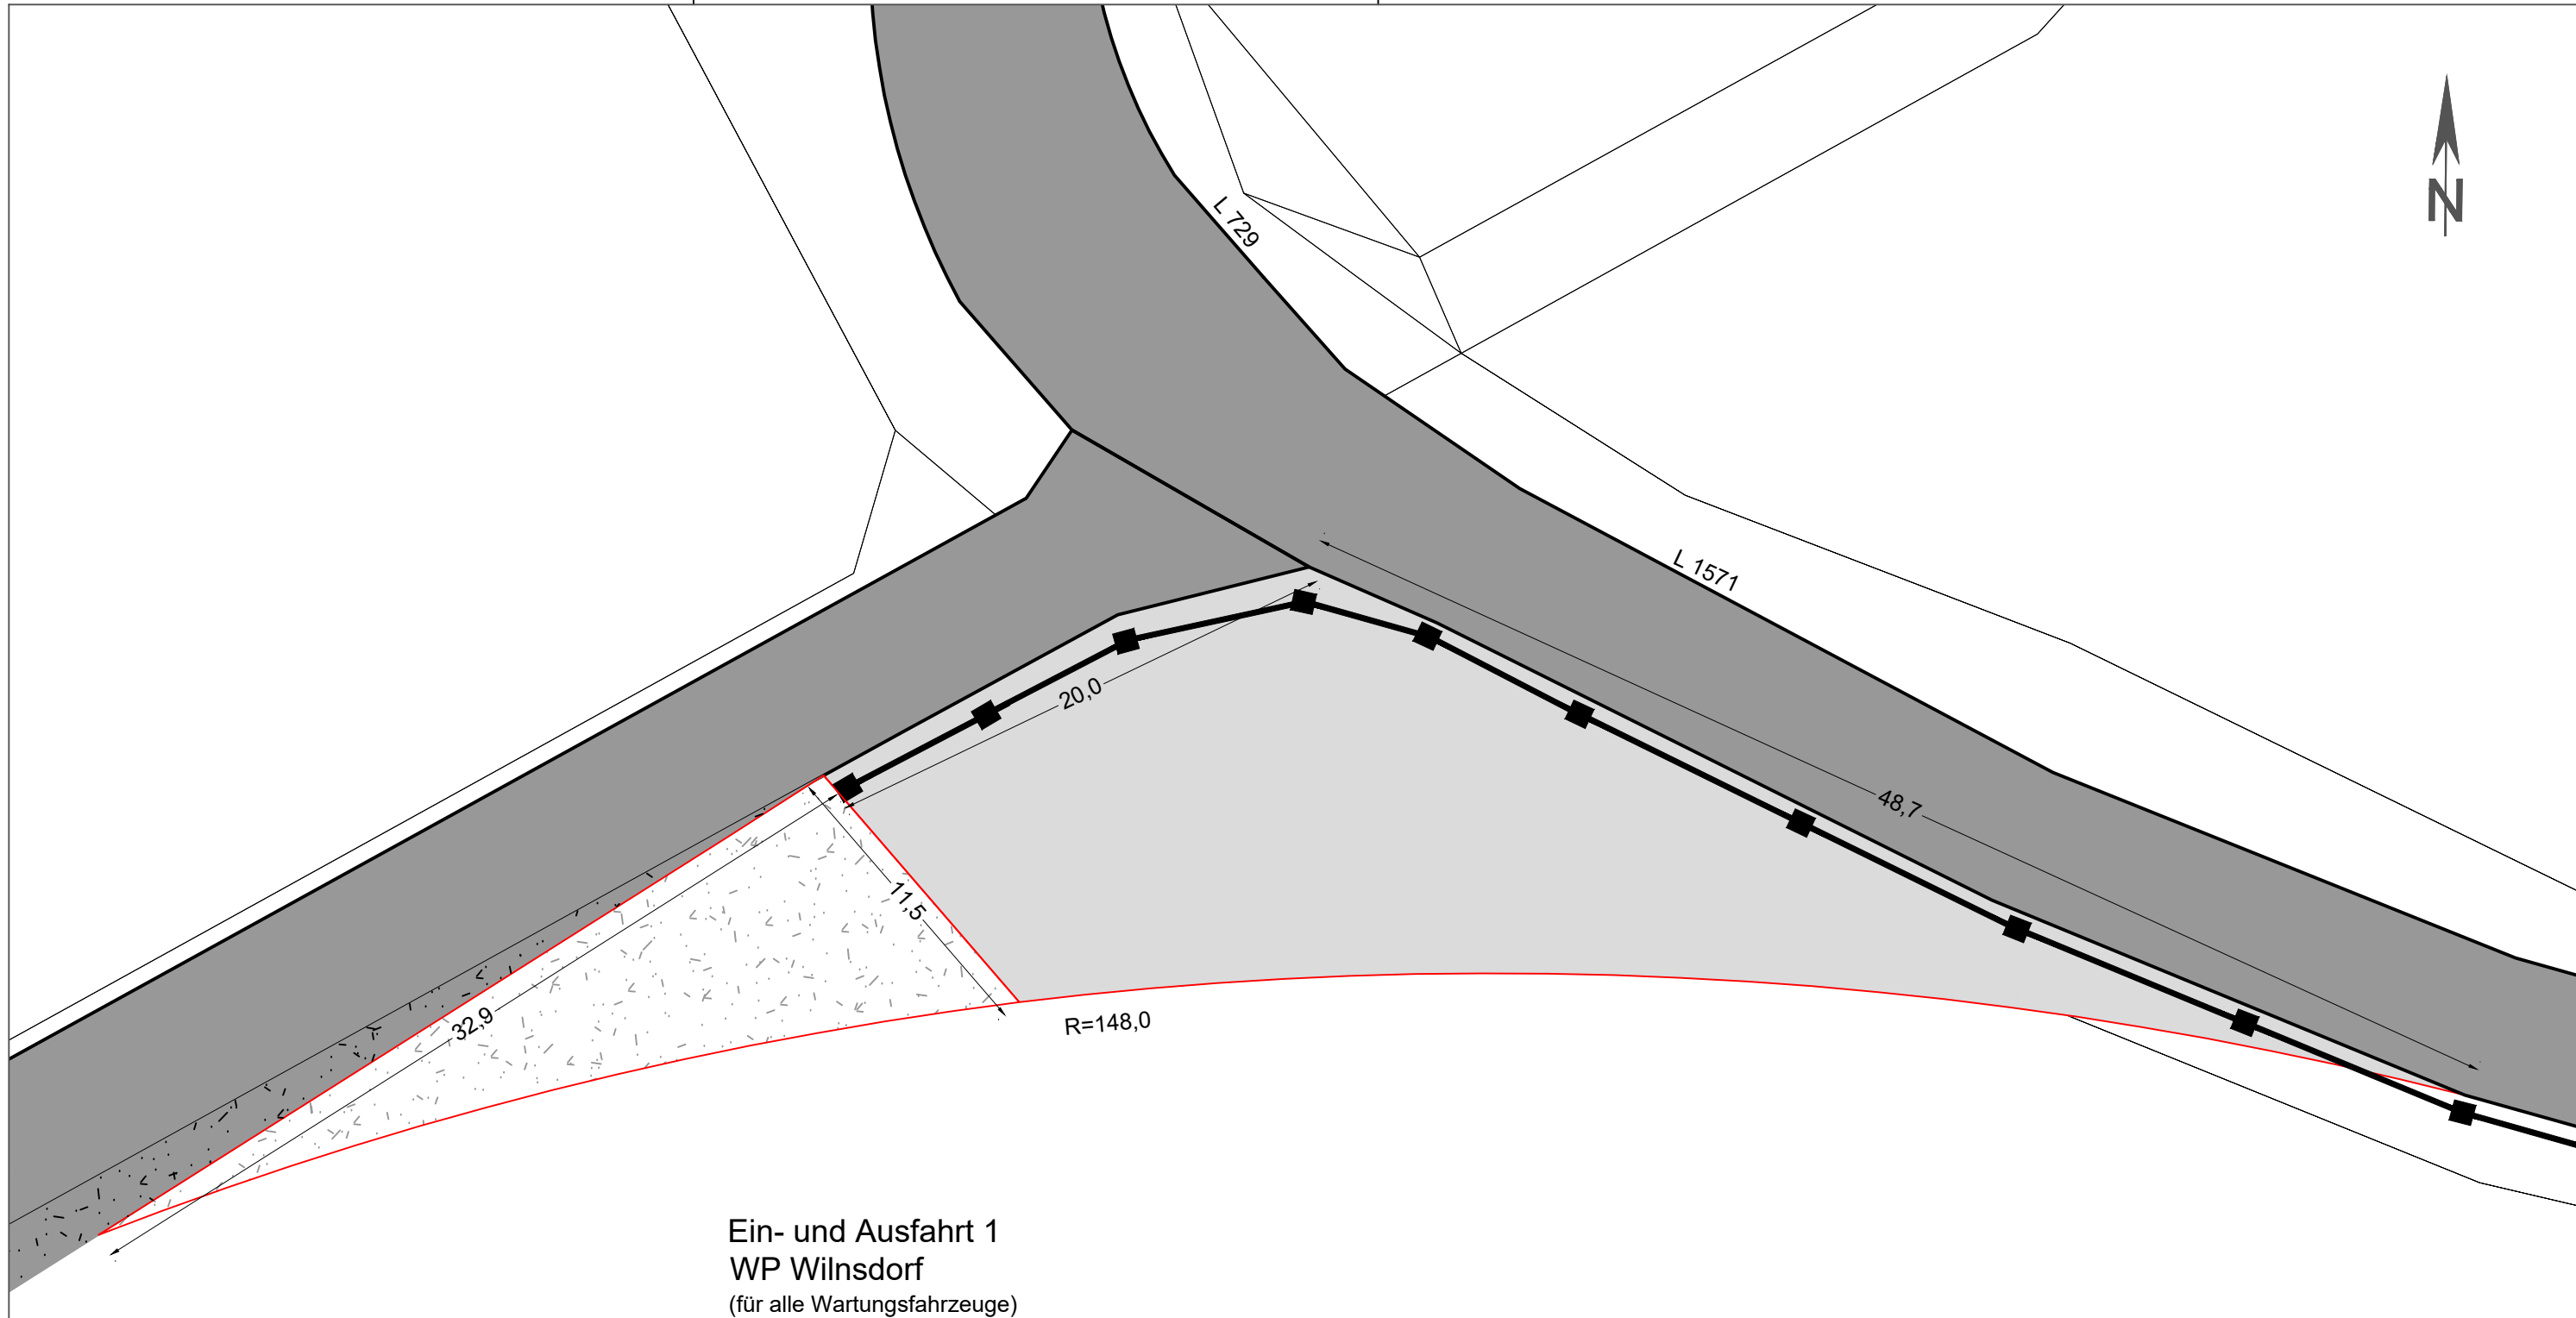 N
L 729
L 1571
20,0
48,7
11,5
32,9
R=148,0
Ein- und Ausfahrt 1
WP Wilnsdorf
(für alle Wartungsfahrzeuge)